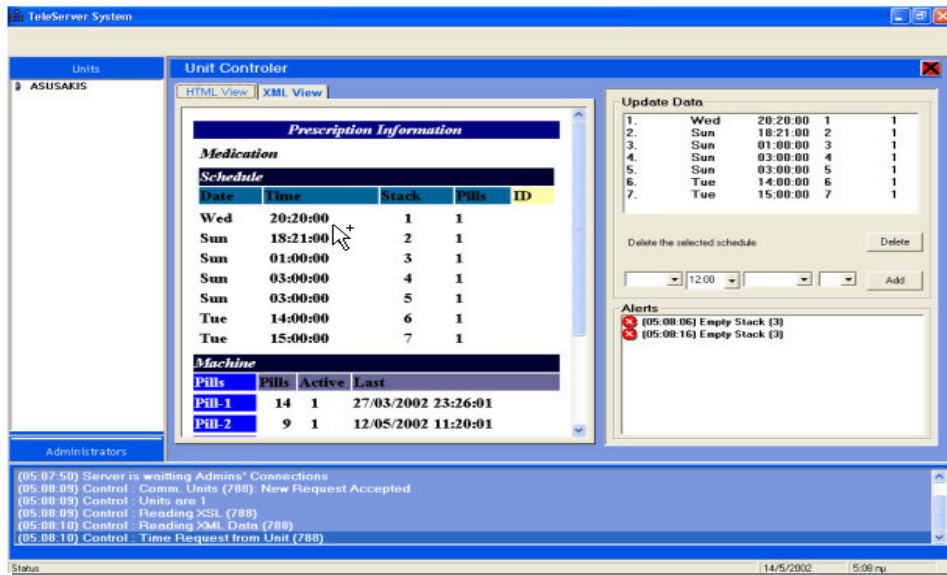 TeleServer System
Units
ASUSAKIS
Unit Controler
HTML View XML View
Prescription Information
Medication
Schedule
Date Time Stack Pills ID
Wed 20:20:00 1 1
Sun 18:21:00 2 1
Sun 01:00:00 3 1
Sun 03:00:00 4 1
Sun 03:00:00 5 1
Tue 14:00:00 6 1
Tue 15:00:00 7 1
Machine
Pills Pills Active Last
Pill-1 14 1 27/03/2002 23:26:01
Pill-2 9 1 12/05/2002 11:20:01
Update Data
1. Wed 20:20:00 1 1
2. Sun 18:21:00 2 1
3. Sun 01:00:00 3 1
4. Sun 03:00:00 4 1
5. Sun 03:00:00 5 1
6. Tue 14:00:00 6 1
7. Tue 15:00:00 7 1
Delete the selected schedule Delete
12:00 Add
Alerts
(05:08:06) Empty Stack (3)
(05:08:16) Empty Stack (3)
Administrators
(05:07:50) Server is waitting Admins' Connections
(05:08:09) Control : Comm. Units (788): New Request Accepted
(05:08:09) Control : Units are 1
(05:08:09) Control : Reading XSL (788)
(05:08:10) Control : Reading XML Data (788)
(05:08:10) Control : Time Request from Unit (788)
Status 14/5/2002 5:08 πμ